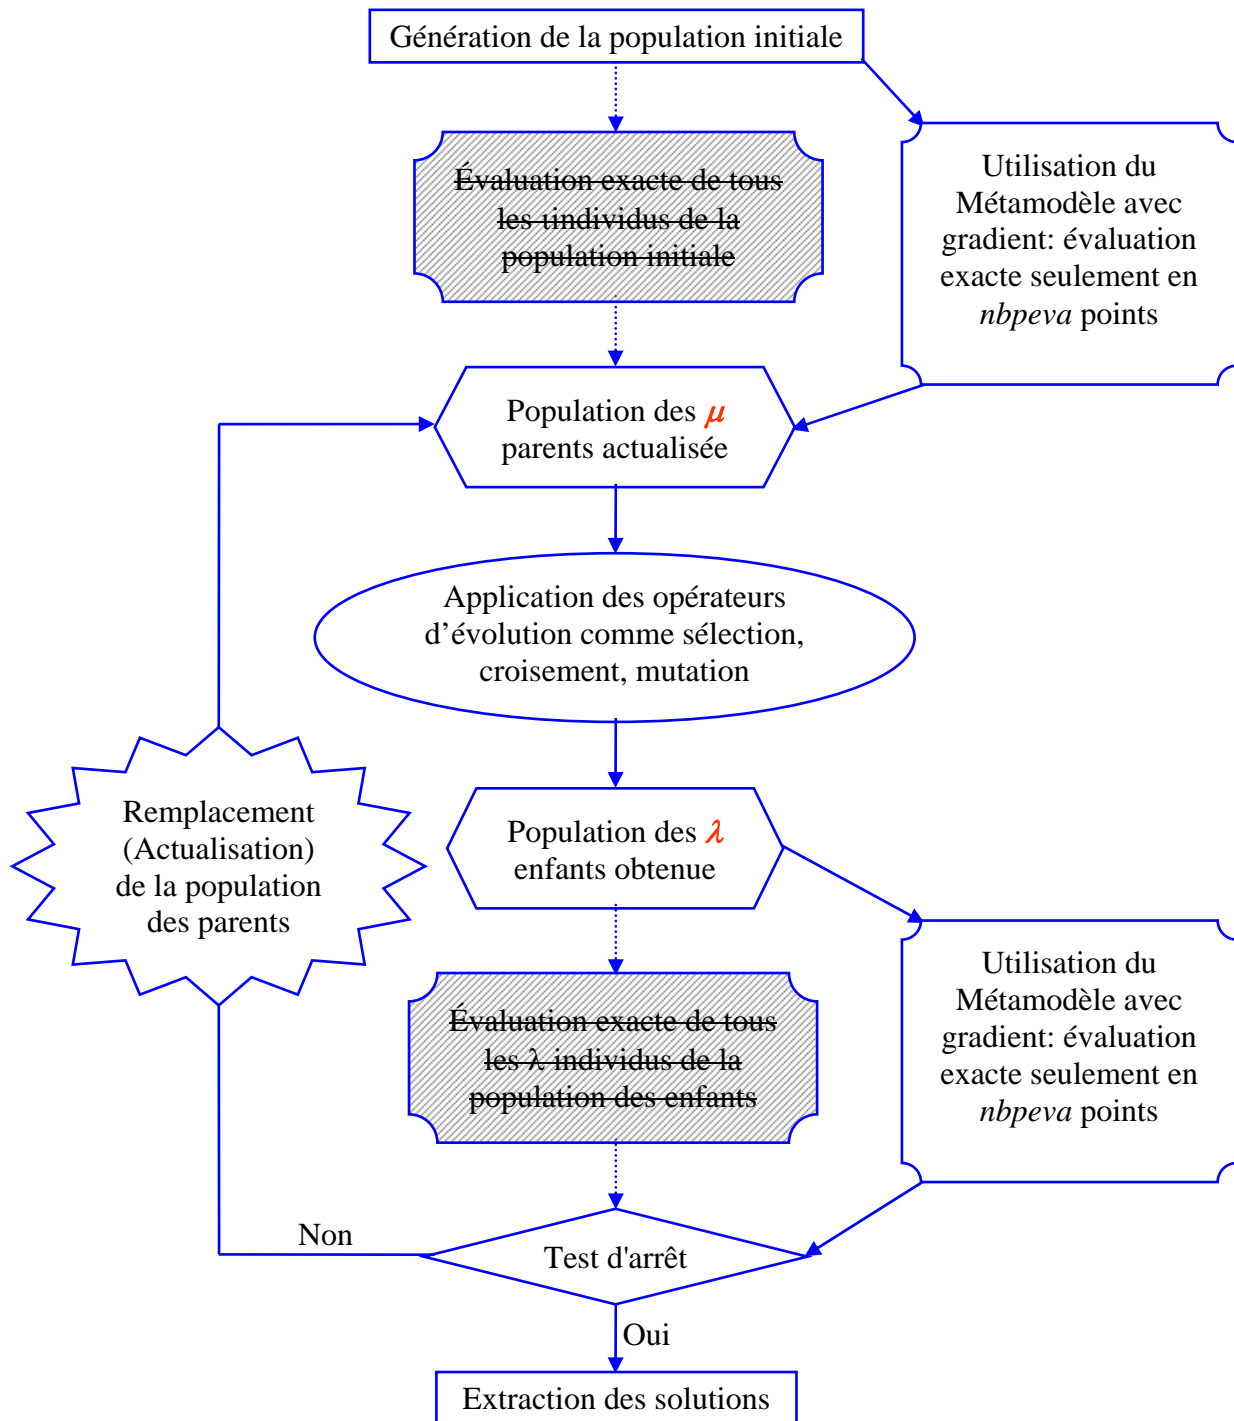 Génération de la population initiale
Évaluation exacte de tous
les individus de la
population initiale
Utilisation du
Métamodèle avec
gradient: évaluation
exacte seulement en
nbpeva points
Population des μ
parents actualisée
Application des opérateurs
d’évolution comme sélection,
croisement, mutation
Remplacement
(Actualisation)
de la population
des parents
Population des λ
enfants obtenue
Évaluation exacte de tous
les λ individus de la
population des enfants
Utilisation du
Métamodèle avec
gradient: évaluation
exacte seulement en
nbpeva points
Non
Test d'arrêt
Oui
Extraction des solutions